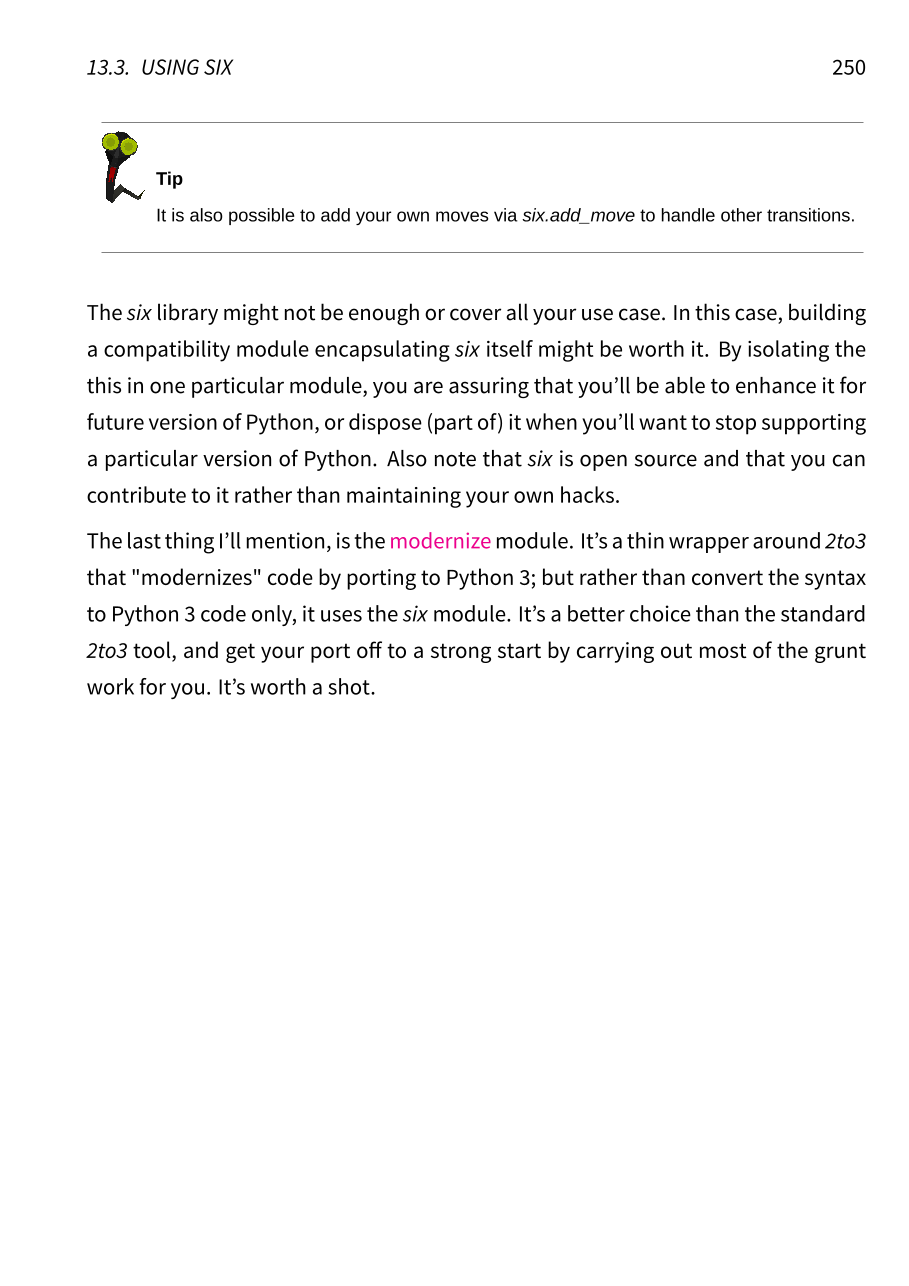 13.3. USING SIX 250
Tip
It is also possible to add your own moves via six.add_move to handle other transitions.
The six library might not be enough or cover all your use case. In this case, building
a compatibility module encapsulating six itself might be worth it. By isolating the
this in one particular module, you are assuring that you’ll be able to enhance it for
future version of Python, or dispose (part of) it when you’ll want to stop supporting
a particular version of Python. Also note that six is open source and that you can
contribute to it rather than maintaining your own hacks.
The last thing I’ll mention, is the modernize module. It’s a thin wrapper around 2to3
that "modernizes" code by porting to Python 3; but rather than convert the syntax
to Python 3 code only, it uses the six module. It’s a better choice than the standard
2to3 tool, and get your port off to a strong start by carrying out most of the grunt
work for you. It’s worth a shot.